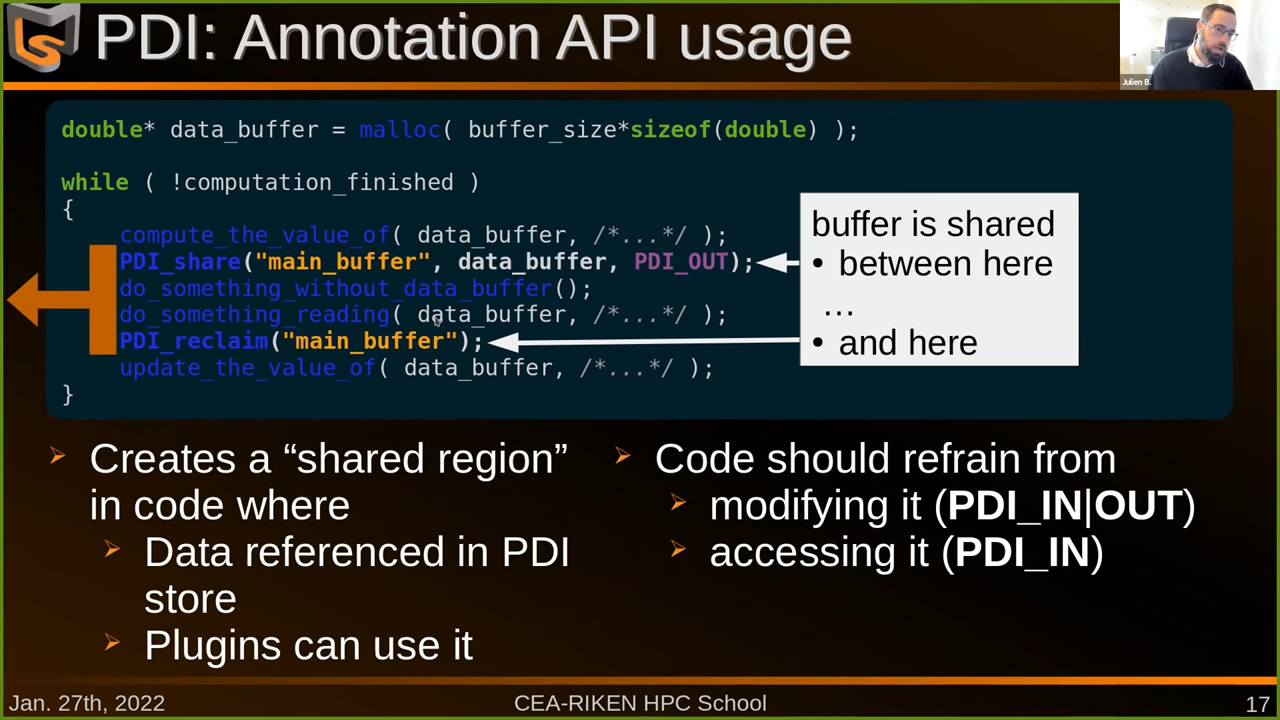 PDI: Annotation API usage
Julien B.
double* data_buffer = malloc( buffer_size*sizeof(double) );
while ( !computation_finished )
{
compute_the_value_of( data_buffer, /*...*/ );
PDI_share("main_buffer", data_buffer, PDI_OUT);
do_something_without_data_buffer();
do_something_reading( data_buffer, /*...*/ );
PDI_reclaim("main_buffer");
update_the_value_of( data_buffer, /*...*/ );
}
buffer is shared
• between here
...
• and here
Creates a “shared region”
in code where
Data referenced in PDI
store
Plugins can use it
Code should refrain from
modifying it (PDI_IN|OUT)
accessing it (PDI_IN)
Jan. 27th, 2022
CEA-RIKEN HPC School
17